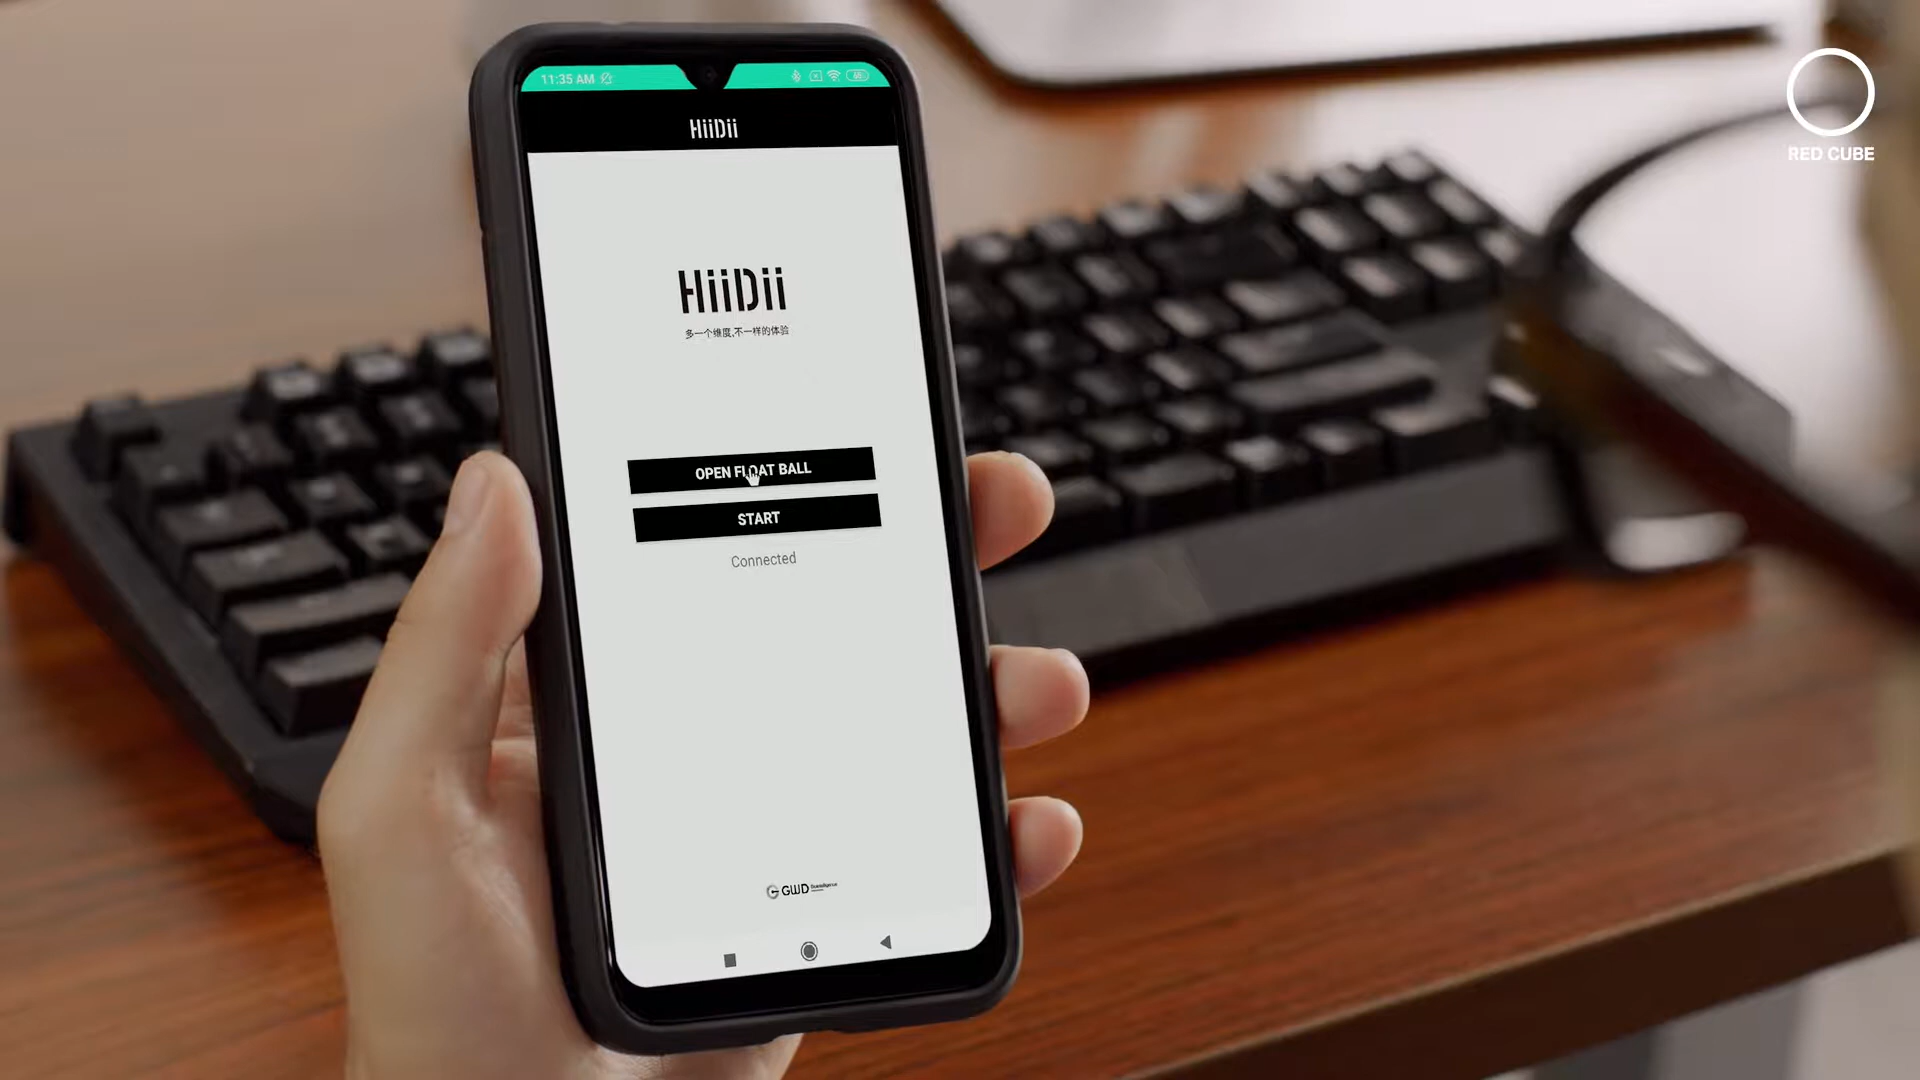 11:35 AM
68
HiiDii
RED CUBE
HiiDii
多一个维度,不一样的体验
OPEN FLOAT BALL
START
Connected
GWD